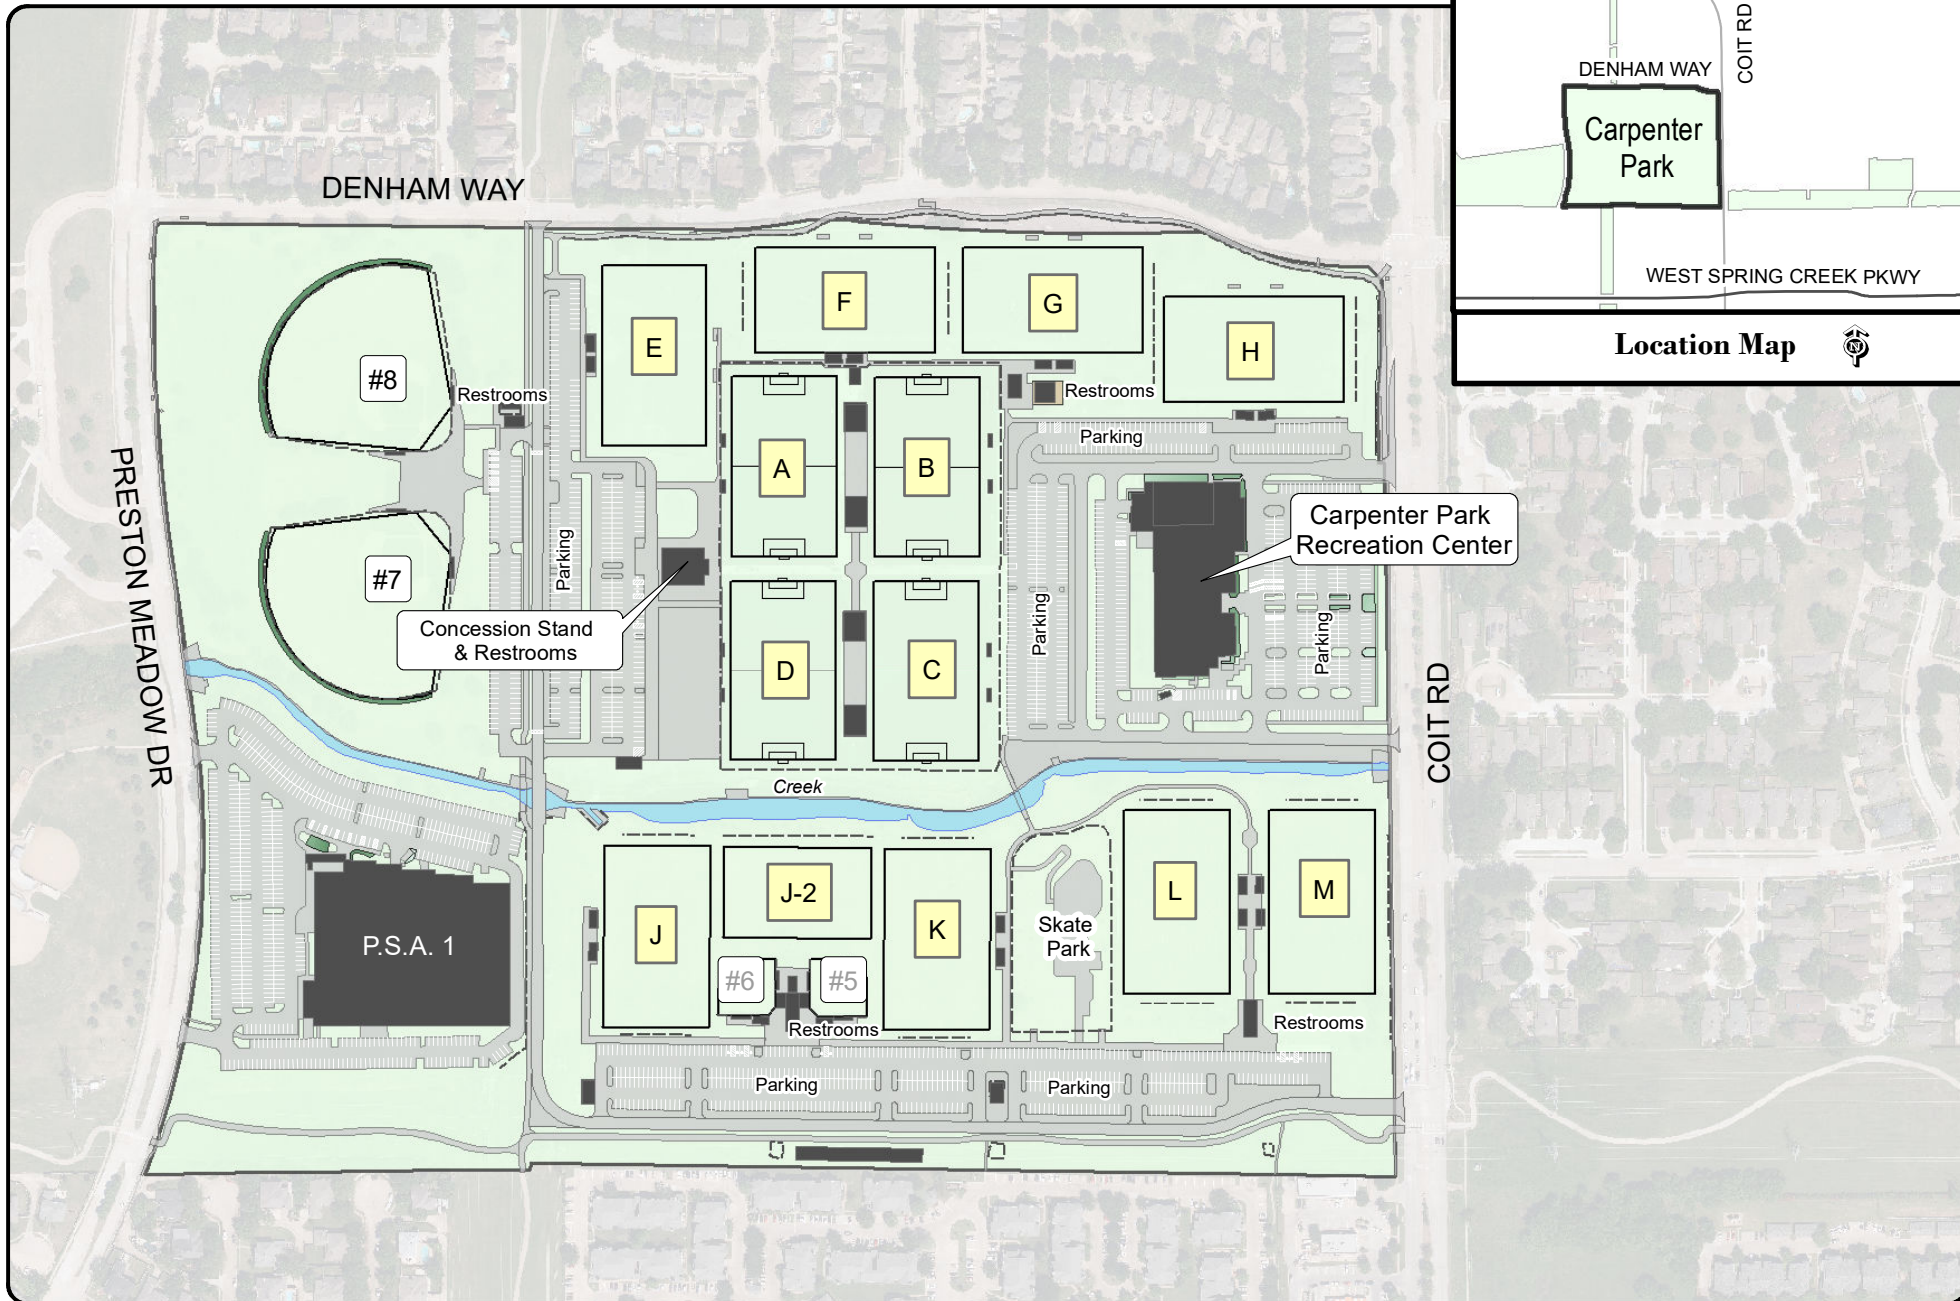 COIT RD
DENHAM WAY
Carpenter
Park
WEST SPRING CREEK PKWY
Location Map
N
DENHAM WAY
F
G
E
H
#8
Restrooms
Restrooms
Parking
A
B
PRESTON MEADOW DR
Carpenter Park
Recreation Center
Parking
#7
Concession Stand
& Restrooms
Parking
Parking
D
C
COIT RD
Creek
L
M
J-2
J
K
Skate
Park
P.S.A. 1
#6
#5
Restrooms
Restrooms
Parking
Parking